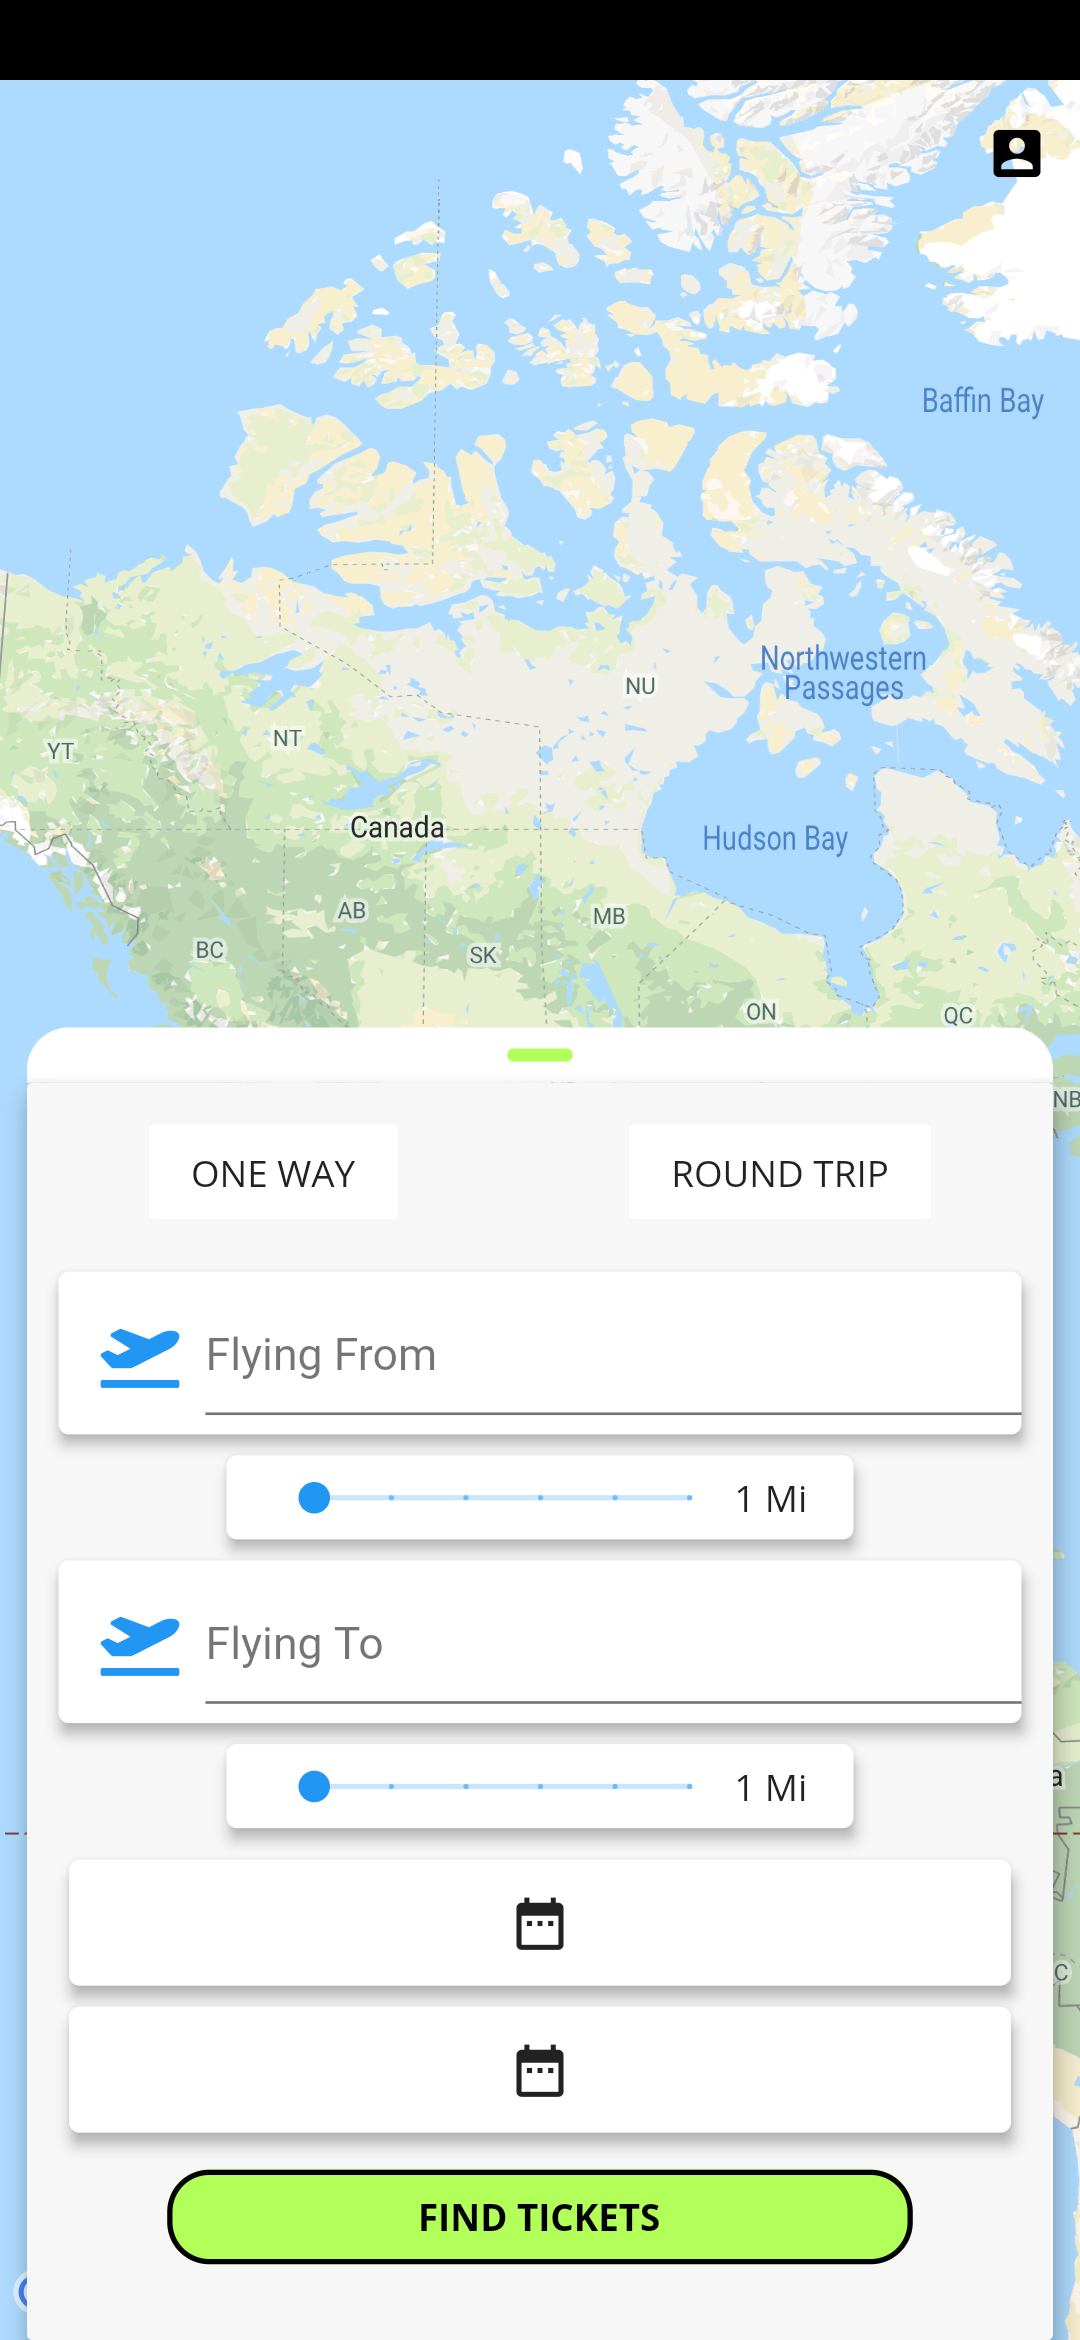 Baffin Bay
Northwestern
Passages
NU
NT
YT
Canada
Hudson Bay
AB
MB
BC
SK
ON
QC
NB
ONE WAY
ROUND TRIP
Flying From
1 Mi
Flying To
1 Mi
a
C
FIND TICKETS